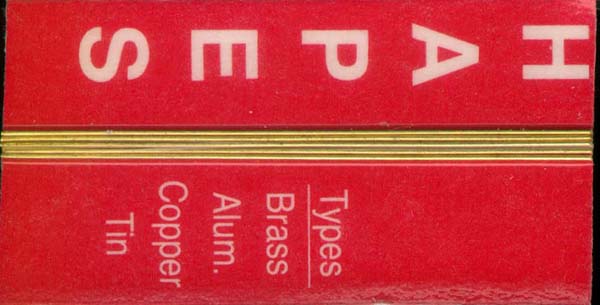 HAPES
Types
Brass
Alum.
Copper
Tin